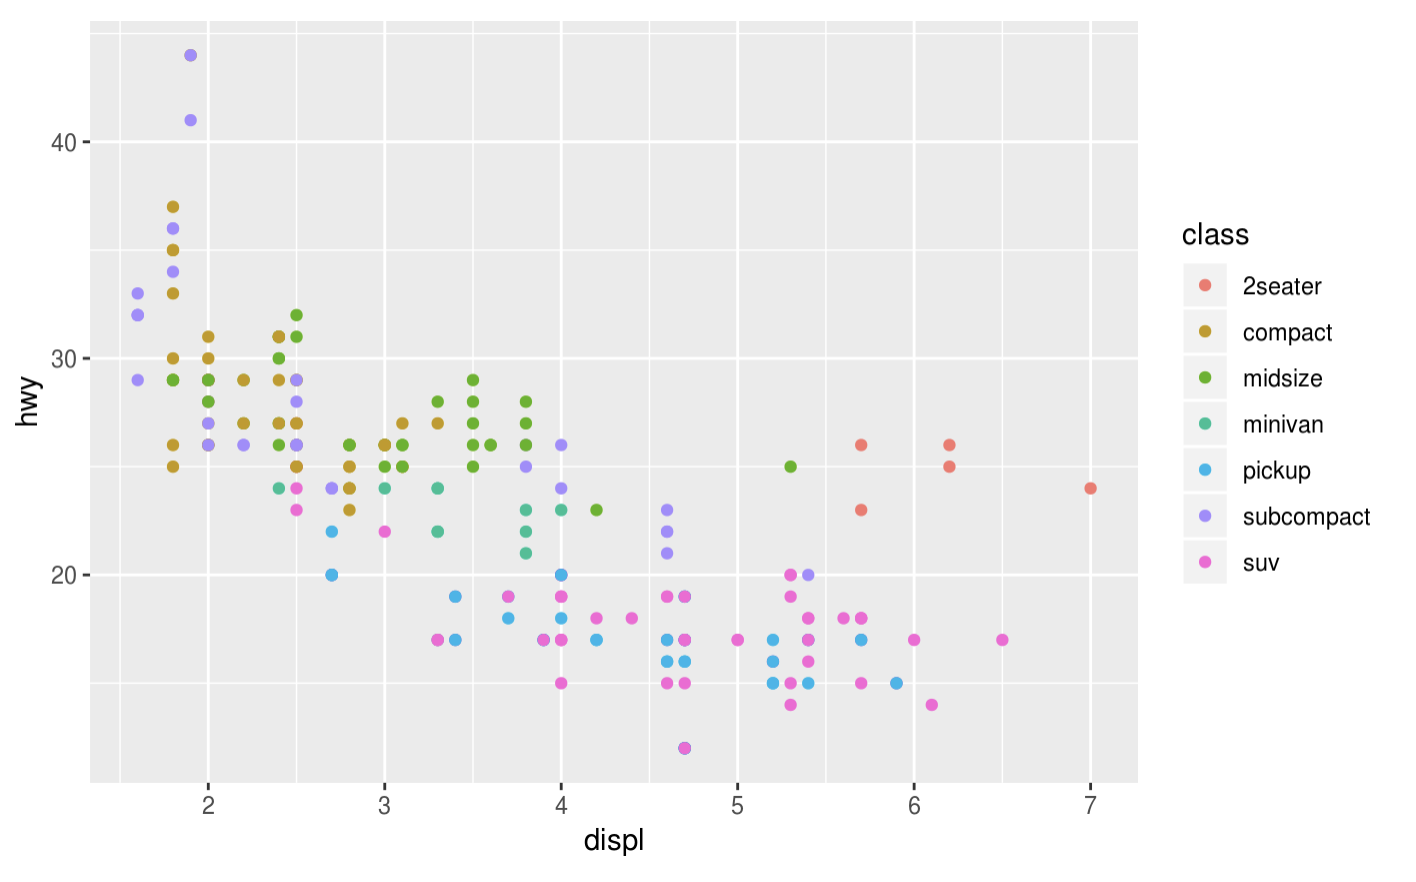 40
30
20
hwy
2 3 4 5 6 7
displ
class
2seater
compact
midsize
minivan
pickup
subcompact
suv